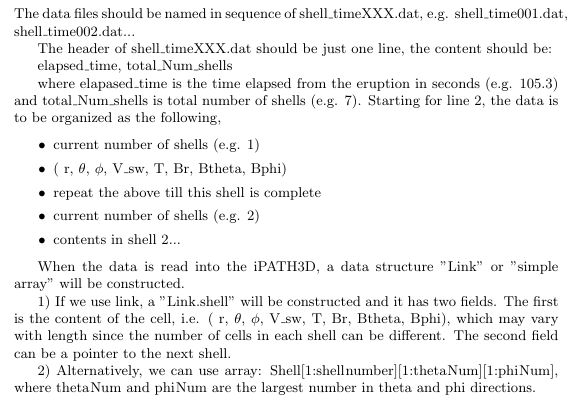 The data files should be named in sequence of shell_timeXXX.dat, e.g. shell_time001.dat,
shell_time002.dat...
The header of shell_timeXXX.dat should be just one line, the content should be:
elapsed_time, total_Num_shells
where elapased_time is the time elapsed from the eruption in seconds (e.g. 105.3)
and total_Num_shells is total number of shells (e.g. 7). Starting for line 2, the data is
to be organized as the following,
• current number of shells (e.g. 1)
• ( r, θ, ϕ, V_sw, T, Br, Btheta, Bphi)
• repeat the above till this shell is complete
• current number of shells (e.g. 2)
• contents in shell 2...
When the data is read into the iPATH3D, a data structure ”Link” or ”simple
array” will be constructed.
1) If we use link, a ”Link.shell” will be constructed and it has two fields. The first
is the content of the cell, i.e. ( r, θ, ϕ, V_sw, T, Br, Btheta, Bphi), which may vary
with length since the number of cells in each shell can be different. The second field
can be a pointer to the next shell.
2) Alternatively, we can use array: Shell[1:shellnumber][1:thetaNum][1:phiNum],
where thetaNum and phiNum are the largest number in theta and phi directions.